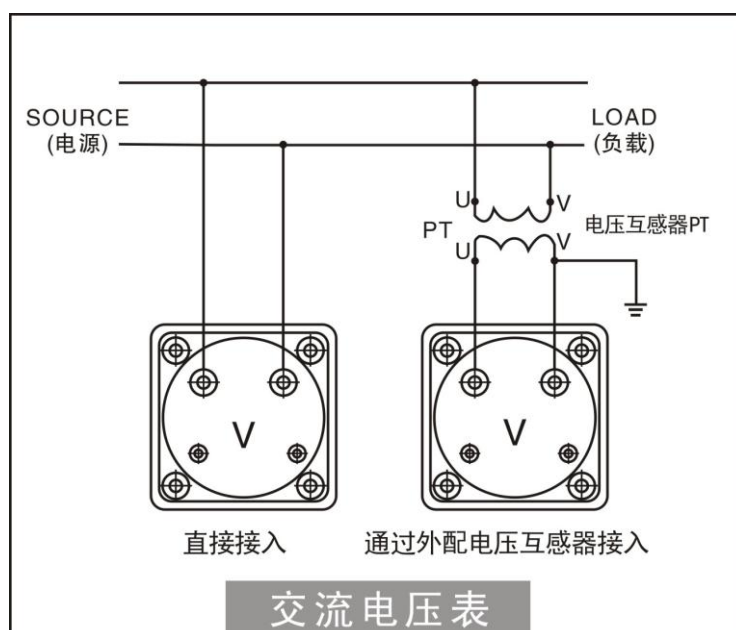 SOURCE
(电源)
LOAD
(负载)
U
V
PT
电压互感器PT
U
V
V
V
直接接入
通过外配电压互感器接入
交流电压表